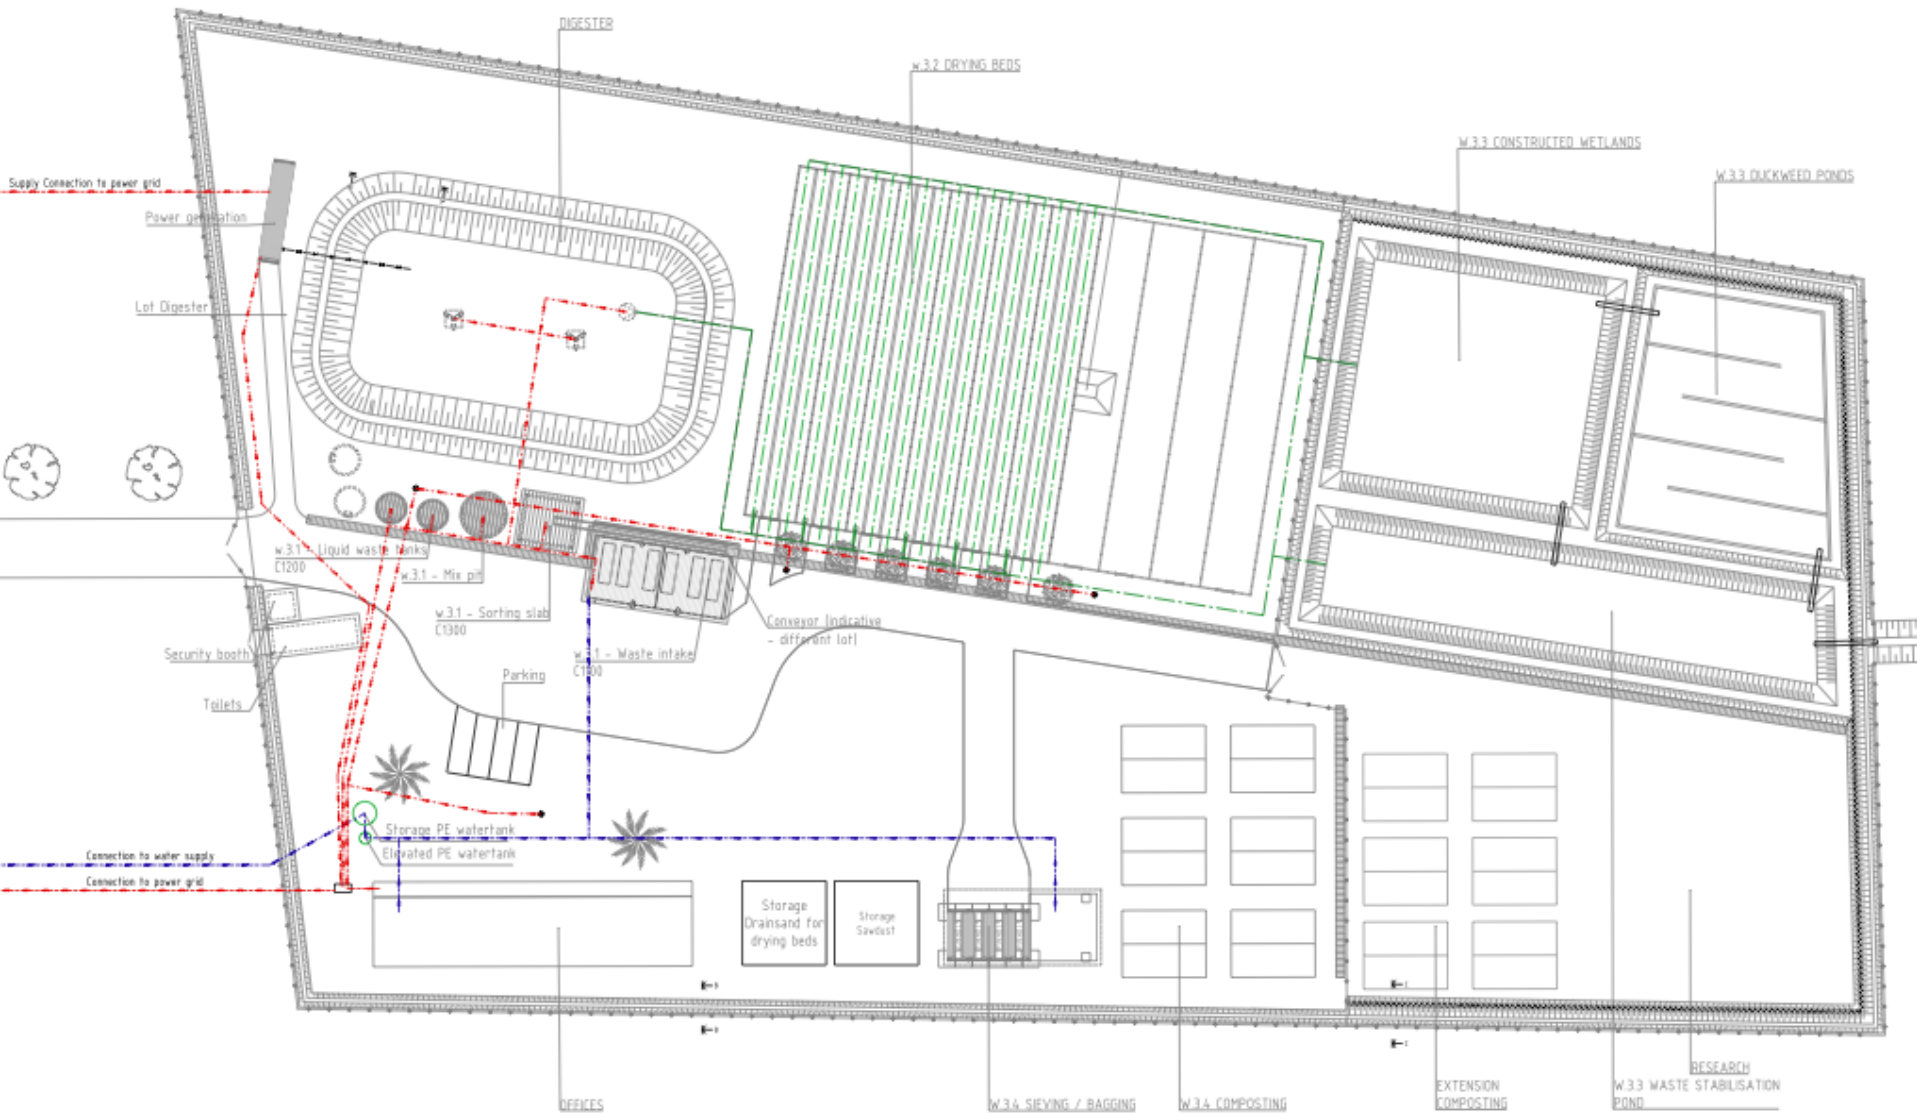 DIGESTER
w.3.2 DRYING BEDS
W.3.3 CONSTRUCTED WETLANDS
W.3.3 DUCKWEED PONDS
Supply Connection to power grid
Power generation
Lot Digester
w.3.1 - Liquid waste tanks
C1200
w.3.1 - Mix pit
w.3.1 - Sorting slab
C1300
Conveyor (indicative
- different lot)
w.3.1 - Waste intake
C1100
Security booth
Parking
Toilets
Storage PE watertank
Elevated PE watertank
Connection to water supply
Connection to power grid
Storage
Drainsand for
drying beds
Storage
Sawdust
OFFICES
W.3.4 SIEVING / BAGGING
W.3.4 COMPOSTING
EXTENSION
COMPOSTING
RESEARCH
W.3.3 WASTE STABILISATION
POND